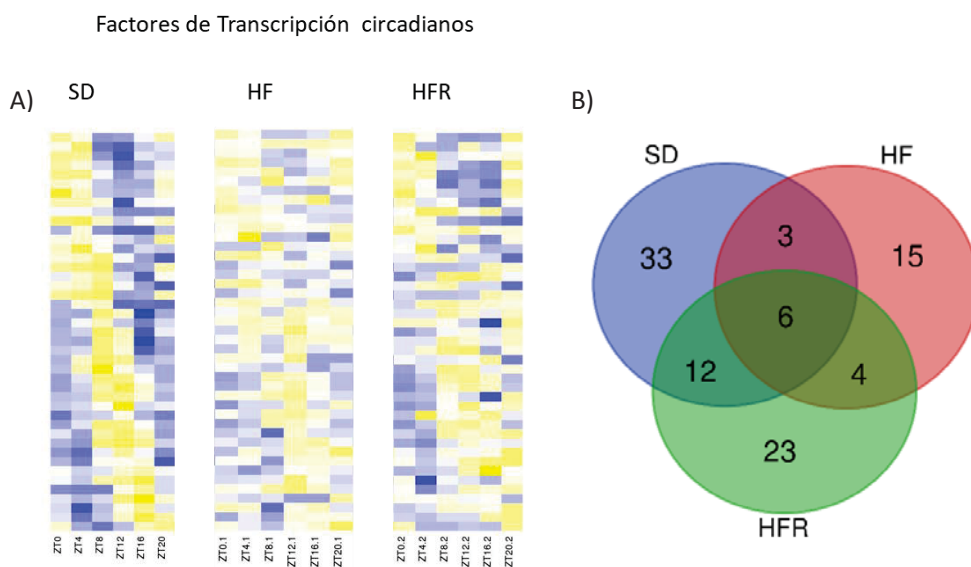 Factores de Transcripción circadianos
A)
SD
HF
HFR
B)
ZT0
ZT4
ZT8
ZT12
ZT16
ZT20
ZT0.1
ZT4.1
ZT8.1
ZT12.1
ZT16.1
ZT20.1
ZT0.2
ZT4.2
ZT8.2
ZT12.2
ZT16.2
ZT20.2
SD
HF
33
3
15
6
12
4
23
HFR